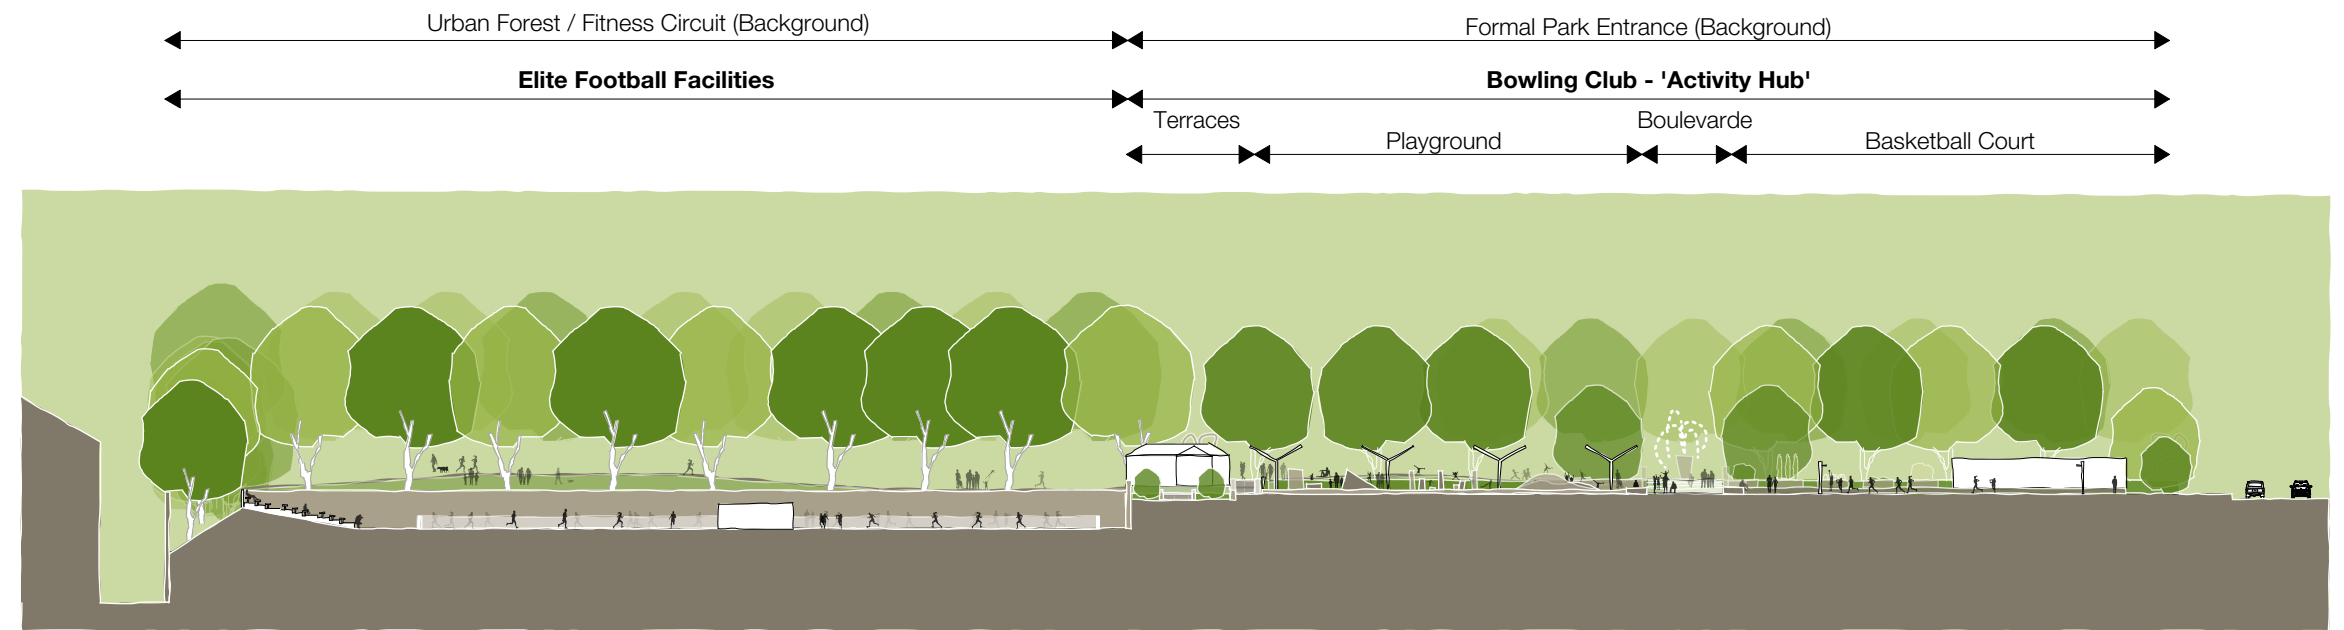 Urban Forest / Fitness Circuit (Background)
Formal Park Entrance (Background)
Elite Football Facilities
Bowling Club - 'Activity Hub'
Terraces
Boulevarde
Playground
Basketball Court